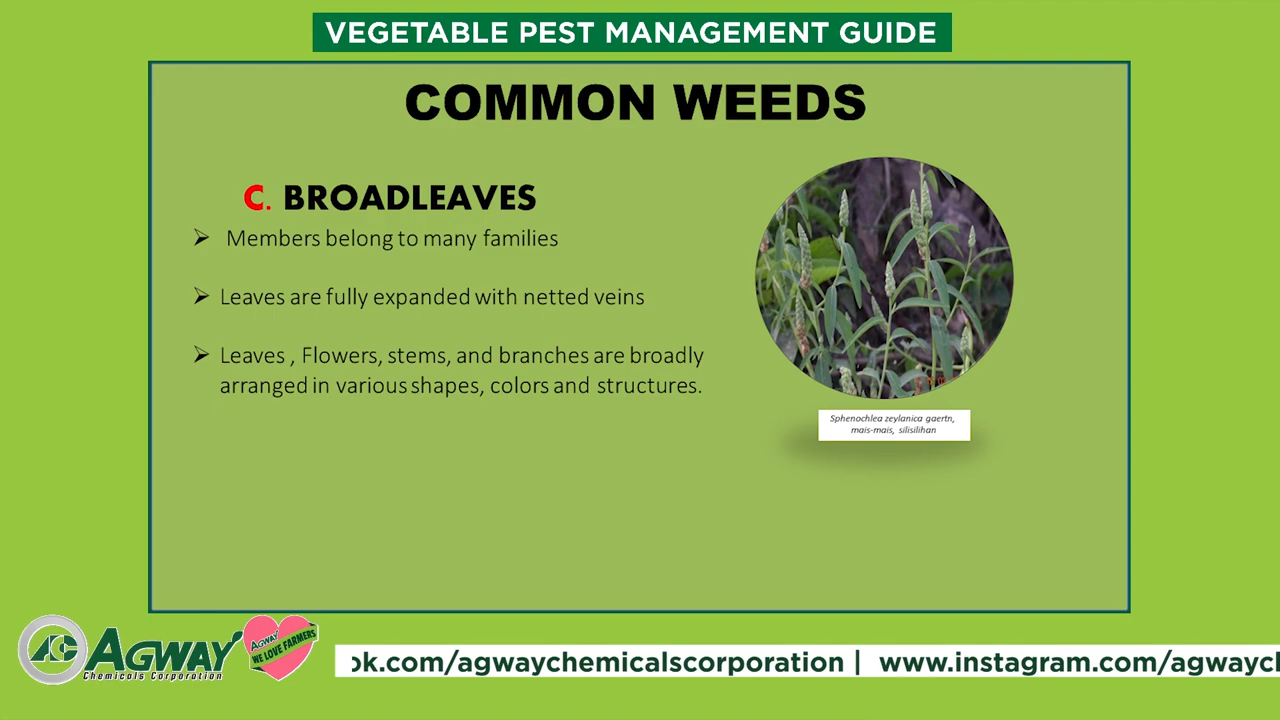 VEGETABLE PEST MANAGEMENT GUIDE
COMMON WEEDS
C. BROADLEAVES
Members belong to many families
Leaves are fully expanded with netted veins
Leaves , Flowers, stems, and branches are broadly
arranged in various shapes, colors and structures.
Sphenochlea zeylanica gaertn,
mais-mais, silisilihan
AC AGWAY
Chemicals Corporation
AGWAY
WE LOVE FARMERS
ok.com/agwaychemicalscorporation | www.instagram.com/agwaych